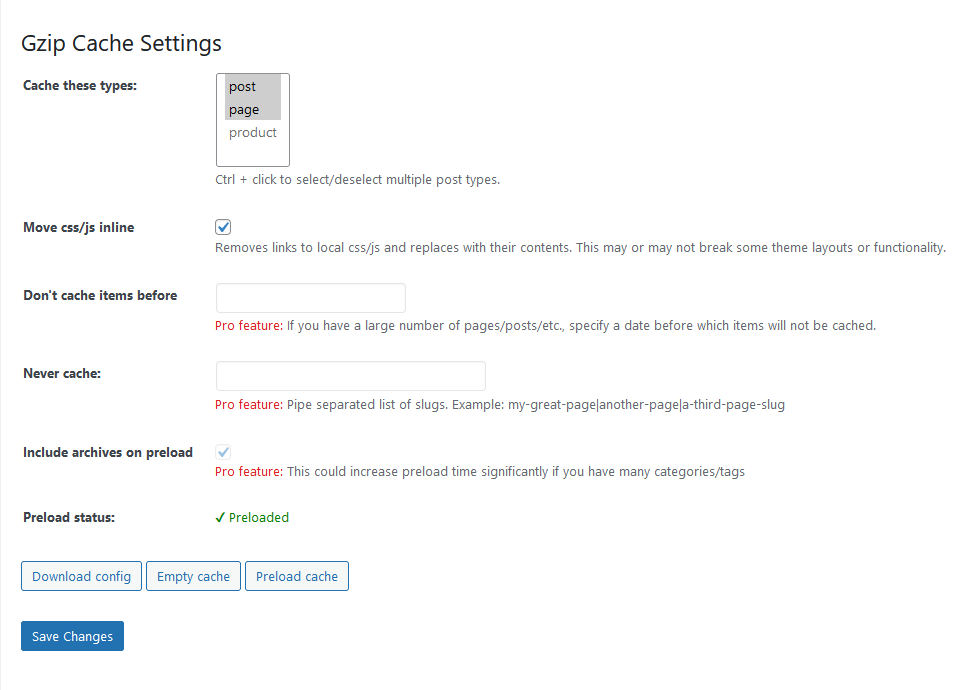 Gzip Cache Settings
Cache these types:
post
page
product
Ctrl + click to select/deselect multiple post types.
Move css/js inline
Removes links to local css/js and replaces with their contents. This may or may not break some theme layouts or functionality.
Don't cache items before
Pro feature: If you have a large number of pages/posts/etc., specify a date before which items will not be cached.
Never cache:
Pro feature: Pipe separated list of slugs. Example: my-great-page|another-page|a-third-page-slug
Include archives on preload
Pro feature: This could increase preload time significantly if you have many categories/tags
Preload status: ✓ Preloaded
Download config Empty cache Preload cache
Save Changes